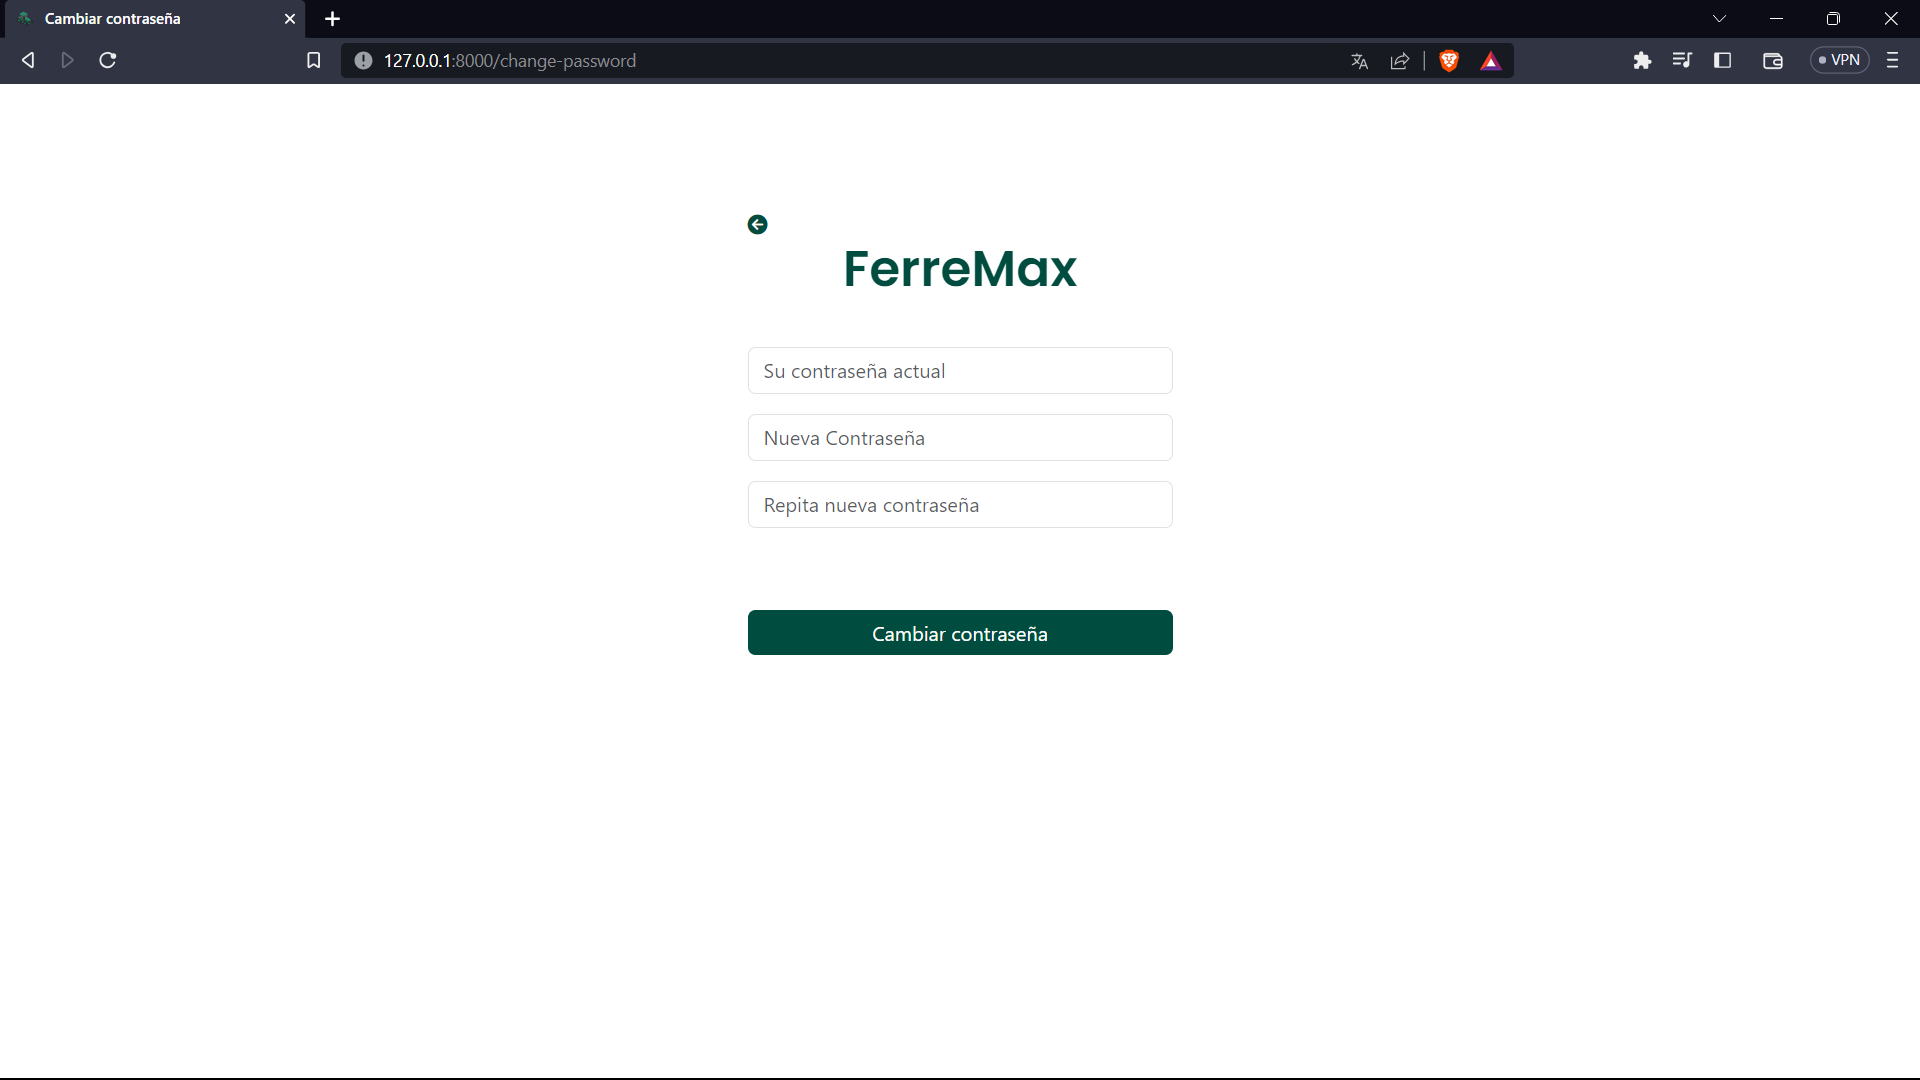 Cambiar contraseña
127.0.0.1:8000/change-password
VPN
FerreMax
Su contraseña actual
Nueva Contraseña
Repita nueva contraseña
Cambiar contraseña